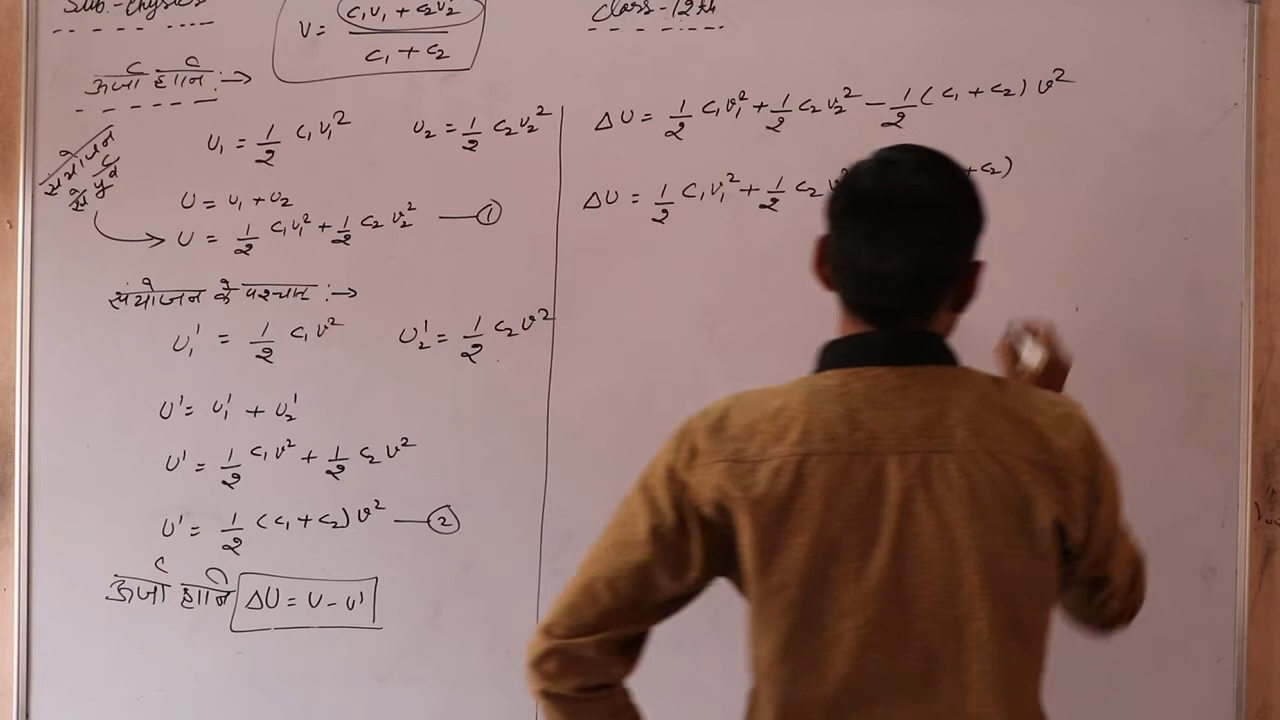 Sub.-Physics
V = (C₁V₁ + C₂V₂) / (C₁ + C₂)
Class-12th
ऊर्जा हानि :→
संयोजन से पूर्व
U₁ = 1/2 C₁V₁² U₂ = 1/2 C₂V₂²
U = U₁ + U₂
U = 1/2 C₁V₁² + 1/2 C₂V₂² —①
संयोजन के पश्चात :→
U₁' = 1/2 C₁V² U₂' = 1/2 C₂V²
U' = U₁' + U₂'
U' = 1/2 C₁V² + 1/2 C₂V²
U' = 1/2 (C₁ + C₂) V² —②
ऊर्जा हानि ΔU = U - U'
ΔU = 1/2 C₁V₁² + 1/2 C₂V₂² - 1/2 (C₁ + C₂) V²
ΔU = 1/2 C₁V₁² + 1/2 C₂ V + C₂)